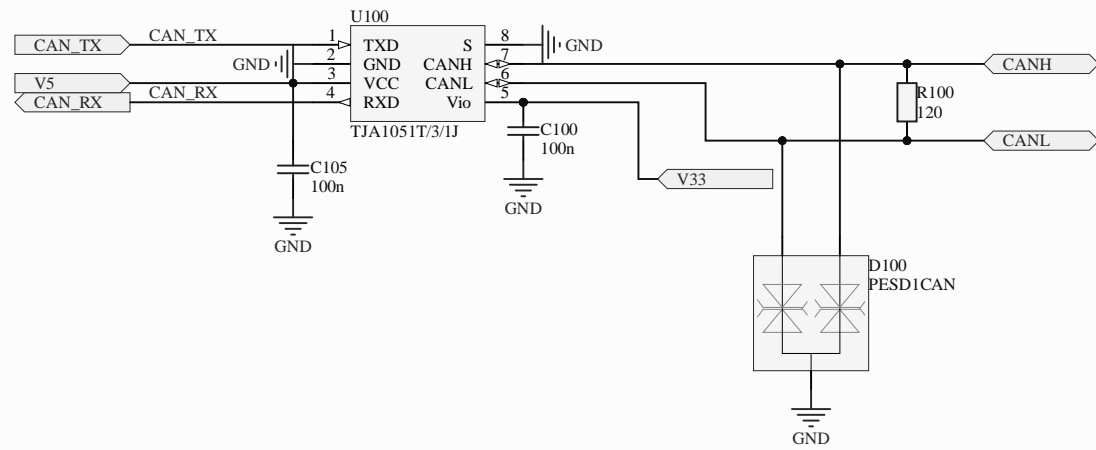 U100
CAN_TX CAN_TX 1 TXD S 8 GND
GND 2 GND CANH 7 CANH
V5 3 VCC CANL 6
CAN_RX CAN_RX 4 RXD Vio 5 R100
120
TJA1051T/3/1J C100
100n
CANL
C105
100n
V33
GND
GND
D100
PESD1CAN
GND